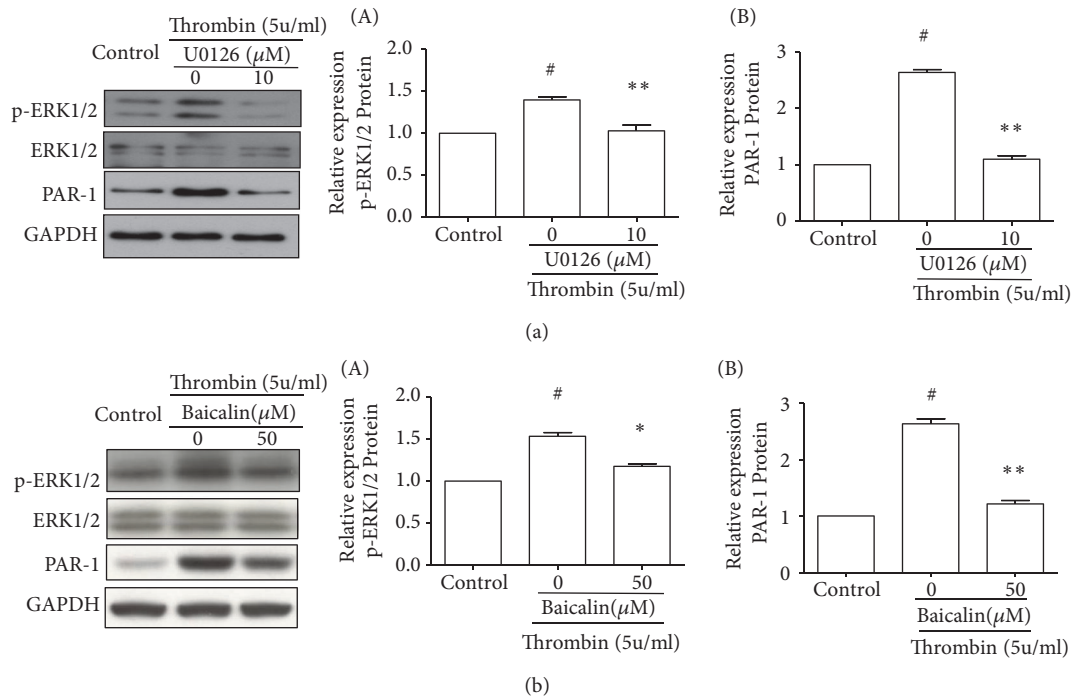 Thrombin (5u/ml)
Control U0126 (μM)
0 10
p-ERK1/2
ERK1/2
PAR-1
GAPDH
(A)
Relative expression
p-ERK1/2 Protein
2.0
1.5
1.0
0.5
0.0
#
**
Control 0 10
U0126 (μM)
Thrombin (5u/ml)
(B)
Relative expression
PAR-1 Protein
3
2
1
0
#
**
Control 0 10
U0126 (μM)
Thrombin (5u/ml)
(a)
Thrombin (5u/ml)
Control Baicalin(μM)
0 50
p-ERK1/2
ERK1/2
PAR-1
GAPDH
(A)
Relative expression
p-ERK1/2 Protein
2.0
1.5
1.0
0.5
0.0
#
*
Control 0 50
Baicalin(μM)
Thrombin (5u/ml)
(B)
Relative expression
PAR-1 Protein
3
2
1
3
#
**
Control 0 50
Baicalin(μM)
Thrombin (5u/ml)
(b)